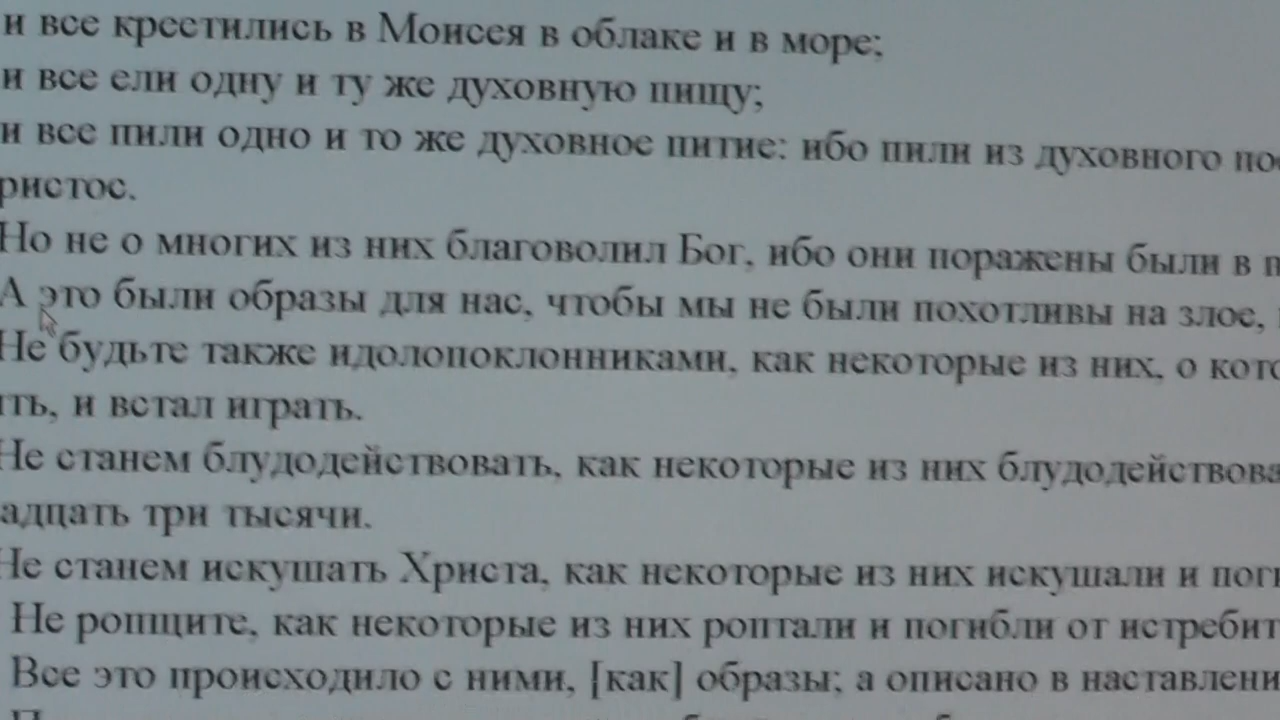 и все крестились в Моисея в облаке и в море;
и все ели одну и ту же духовную пищу;
и все пили одно и то же духовное питие: ибо пили из духовного
ристос.
Но не о многих из них благоволил Бог, ибо они поражены были в
А это были образы для нас, чтобы мы не были похотливы на злое,
Не будьте также идолопоклонниками, как некоторые из них, о
ить, и встал играть.
Не станем блудодействовать, как некоторые из них блудодействова
адцать три тысячи.
Не станем искушать Христа, как некоторые из них искушали и
Не ропщите, как некоторые из них роптали и погибли от истребит
Все это происходило с ними, [как] образы; а описано в наставлени